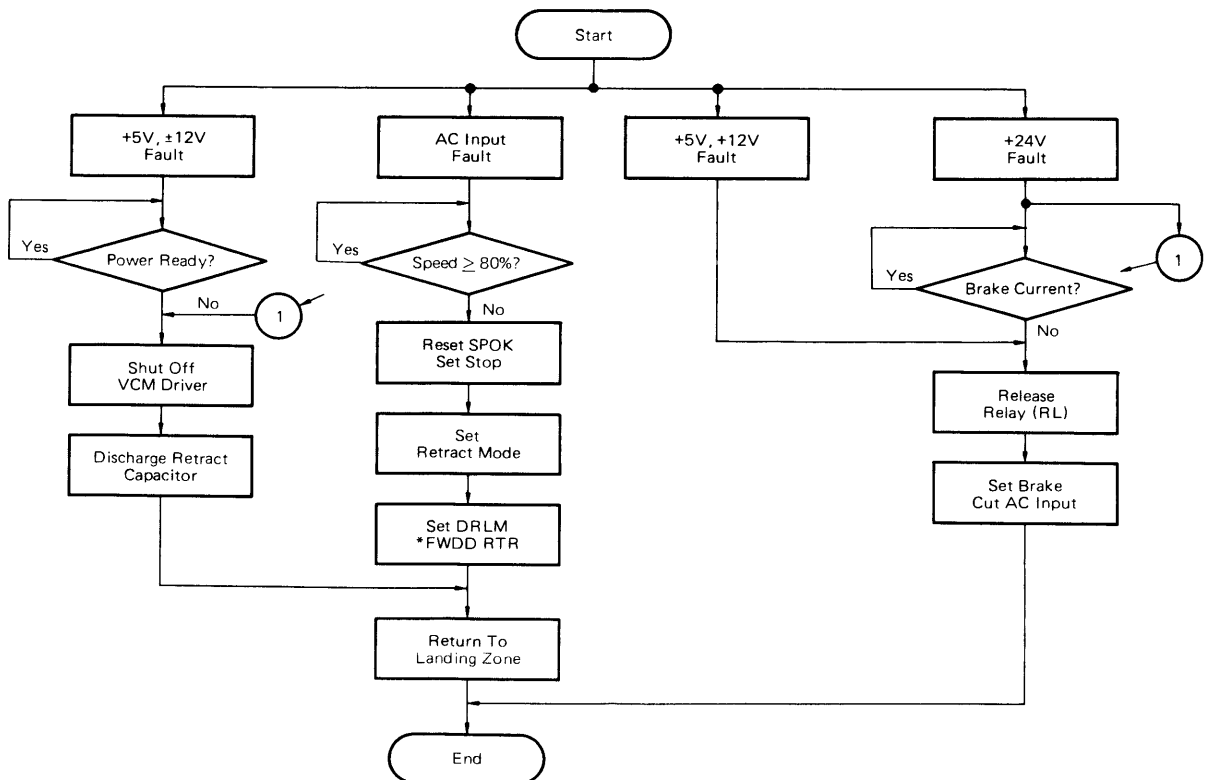 Start
+5V, ±12V
Fault
AC Input
Fault
+5V, +12V
Fault
+24V
Fault
Yes
Power Ready?
Yes
Speed ≥ 80%?
Yes
Brake Current?
1
No
1
No
No
Shut Off
VCM Driver
Reset SPOK
Set Stop
Release
Relay (RL)
Discharge Retract
Capacitor
Set
Retract Mode
Set Brake
Cut AC Input
Set DRLM
*FWDD RTR
Return To
Landing Zone
End